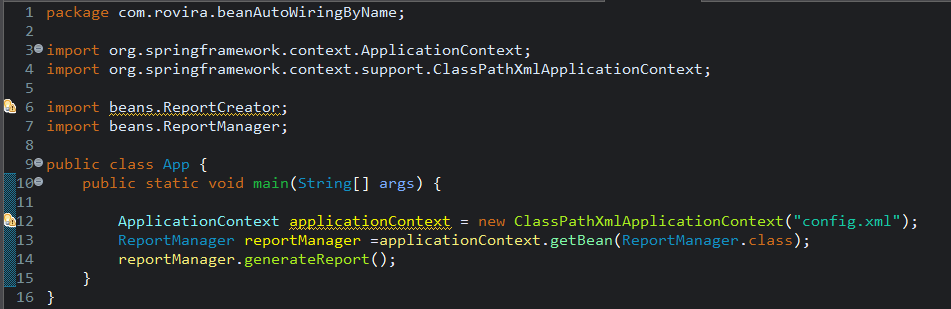 1 package com.rovira.beanAutoWiringByName;
2
3 import org.springframework.context.ApplicationContext;
4 import org.springframework.context.support.ClassPathXmlApplicationContext;
5
6 import beans.ReportCreator;
7 import beans.ReportManager;
8
9 public class App {
10 public static void main(String[] args) {
11
12 ApplicationContext applicationContext = new ClassPathXmlApplicationContext("config.xml");
13 ReportManager reportManager =applicationContext.getBean(ReportManager.class);
14 reportManager.generateReport();
15 }
16 }